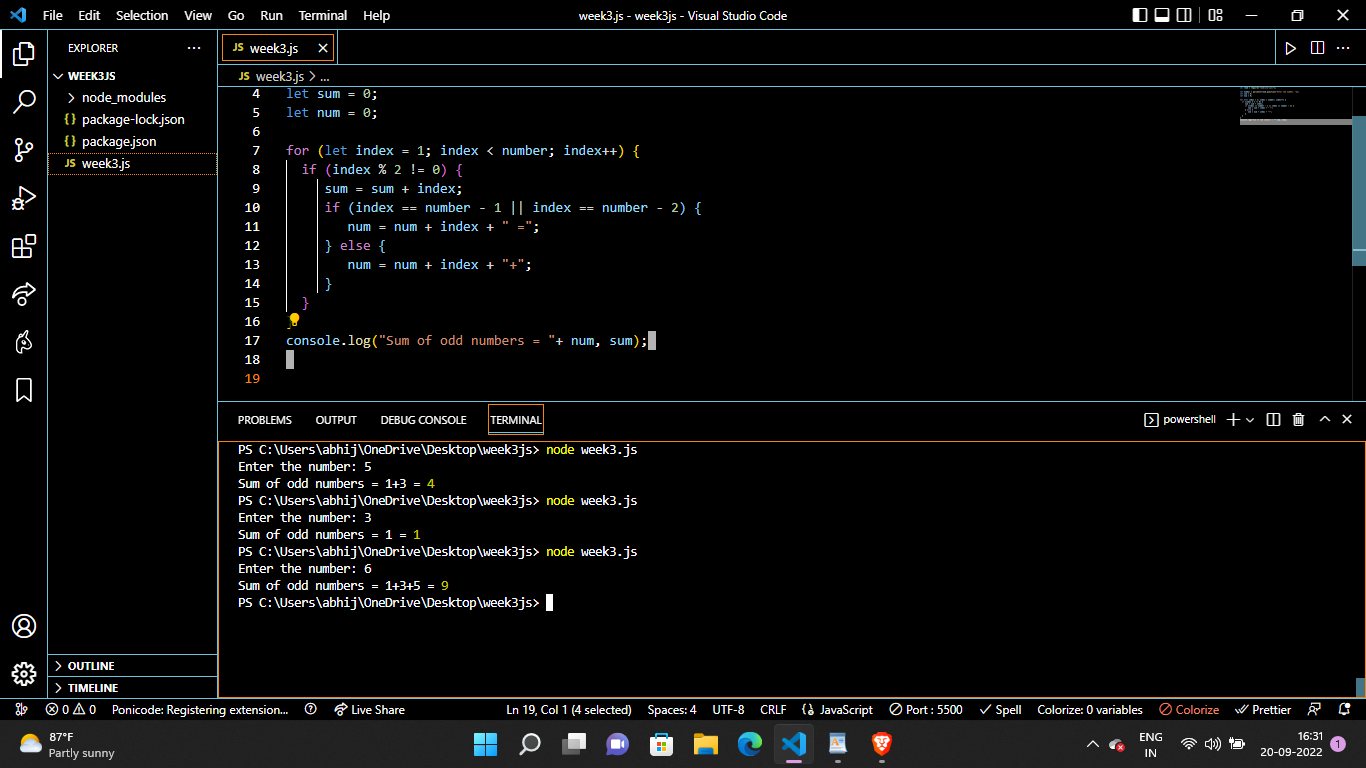 File Edit Selection View Go Run Terminal Help week3.js - week3js - Visual Studio Code
EXPLORER
WEEK3JS
node_modules
{} package-lock.json
{} package.json
JS week3.js
OUTLINE
TIMELINE
JS week3.js
JS week3.js > ...
4 let sum = 0;
5 let num = 0;
6
7 for (let index = 1; index < number; index++) {
8 if (index % 2 != 0) {
9 sum = sum + index;
10 if (index == number - 1 || index == number - 2) {
11 num = num + index + " =";
12 } else {
13 num = num + index + "+";
14 }
15 }
16 }
17 console.log("Sum of odd numbers = "+ num, sum);
18
19
PROBLEMS OUTPUT DEBUG CONSOLE TERMINAL powershell
PS C:\Users\abhij\OneDrive\Desktop\week3js> node week3.js
Enter the number: 5
Sum of odd numbers = 1+3 = 4
PS C:\Users\abhij\OneDrive\Desktop\week3js> node week3.js
Enter the number: 3
Sum of odd numbers = 1 = 1
PS C:\Users\abhij\OneDrive\Desktop\week3js> node week3.js
Enter the number: 6
Sum of odd numbers = 1+3+5 = 9
PS C:\Users\abhij\OneDrive\Desktop\week3js>
0 0 Ponicode: Registering extension... Live Share Ln 19, Col 1 (4 selected) Spaces: 4 UTF-8 CRLF {} JavaScript Port : 5500 Spell Colorize: 0 variables Colorize Prettier
87°F
Partly sunny
ENG
IN
16:31
20-09-2022
1